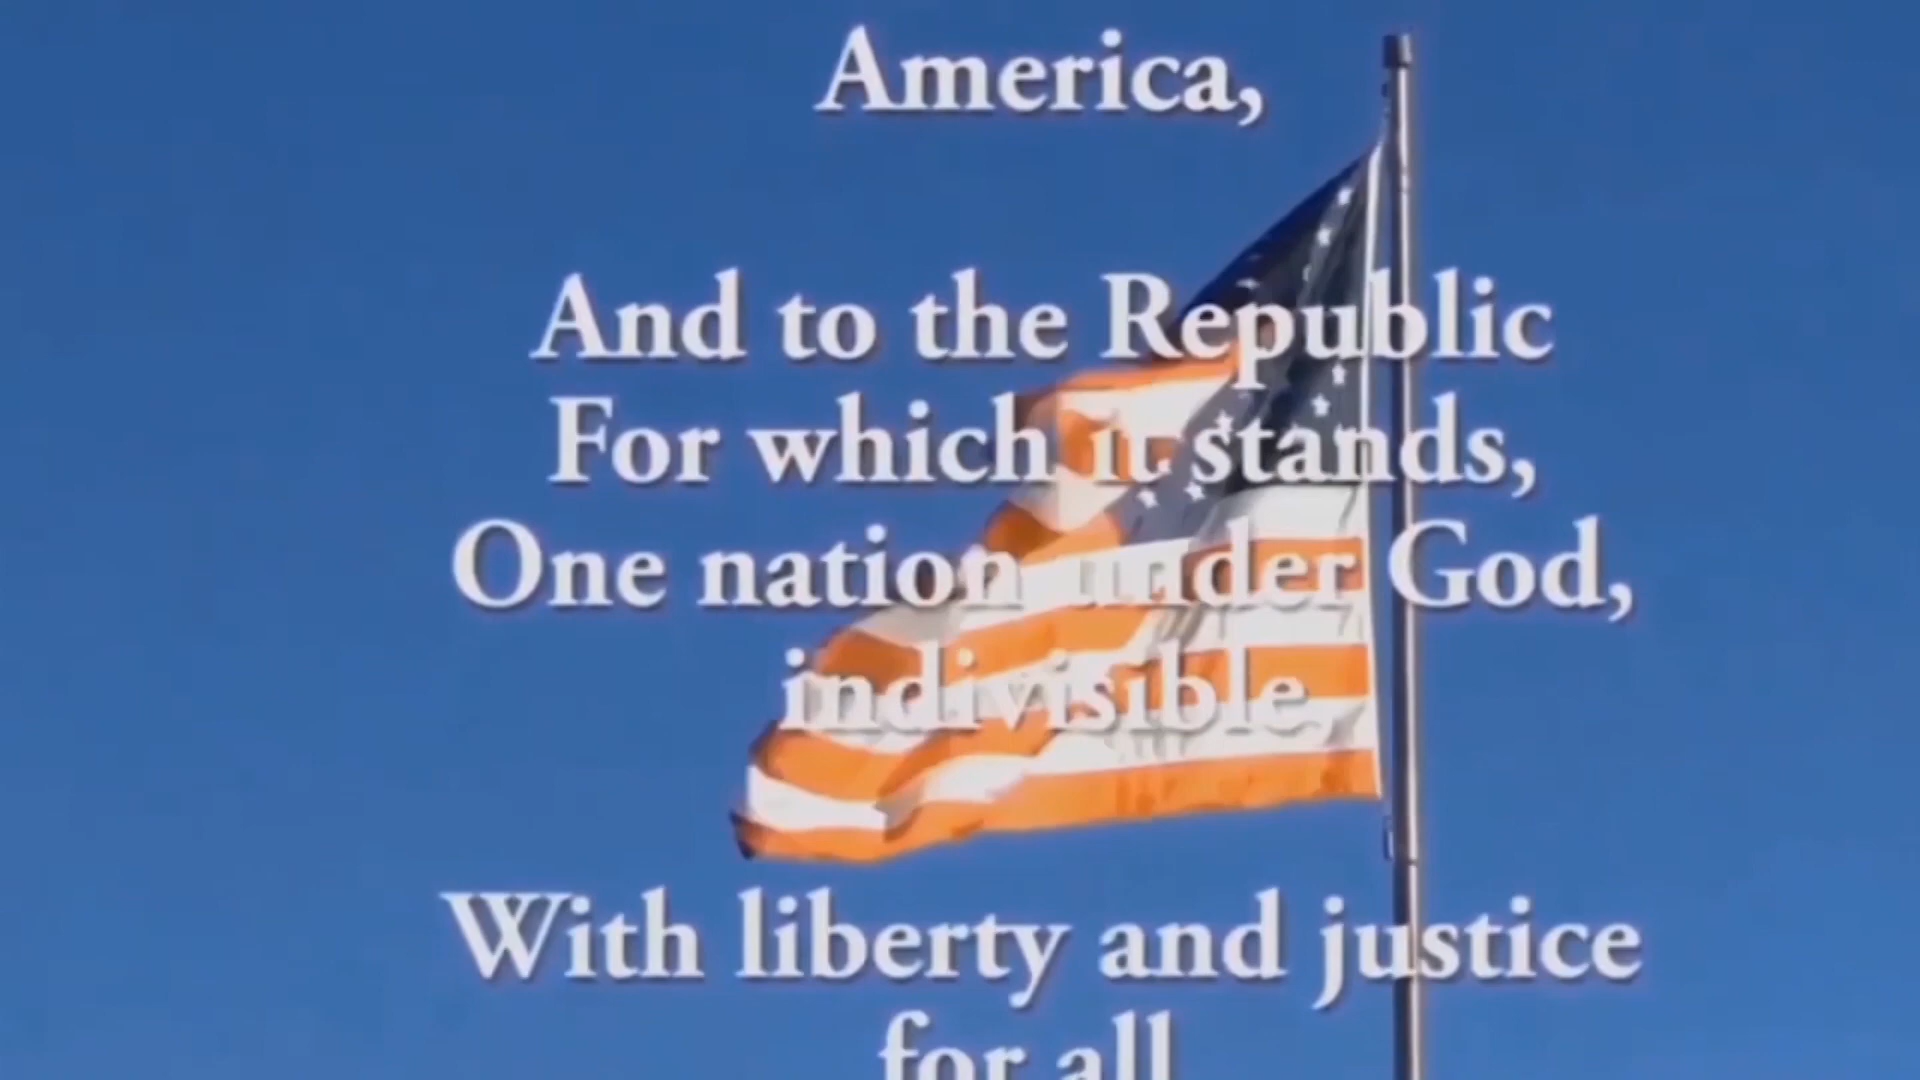 America,
And to the Republic
For which it stands,
One nation under God,
indivisible,
With liberty and justice
for all